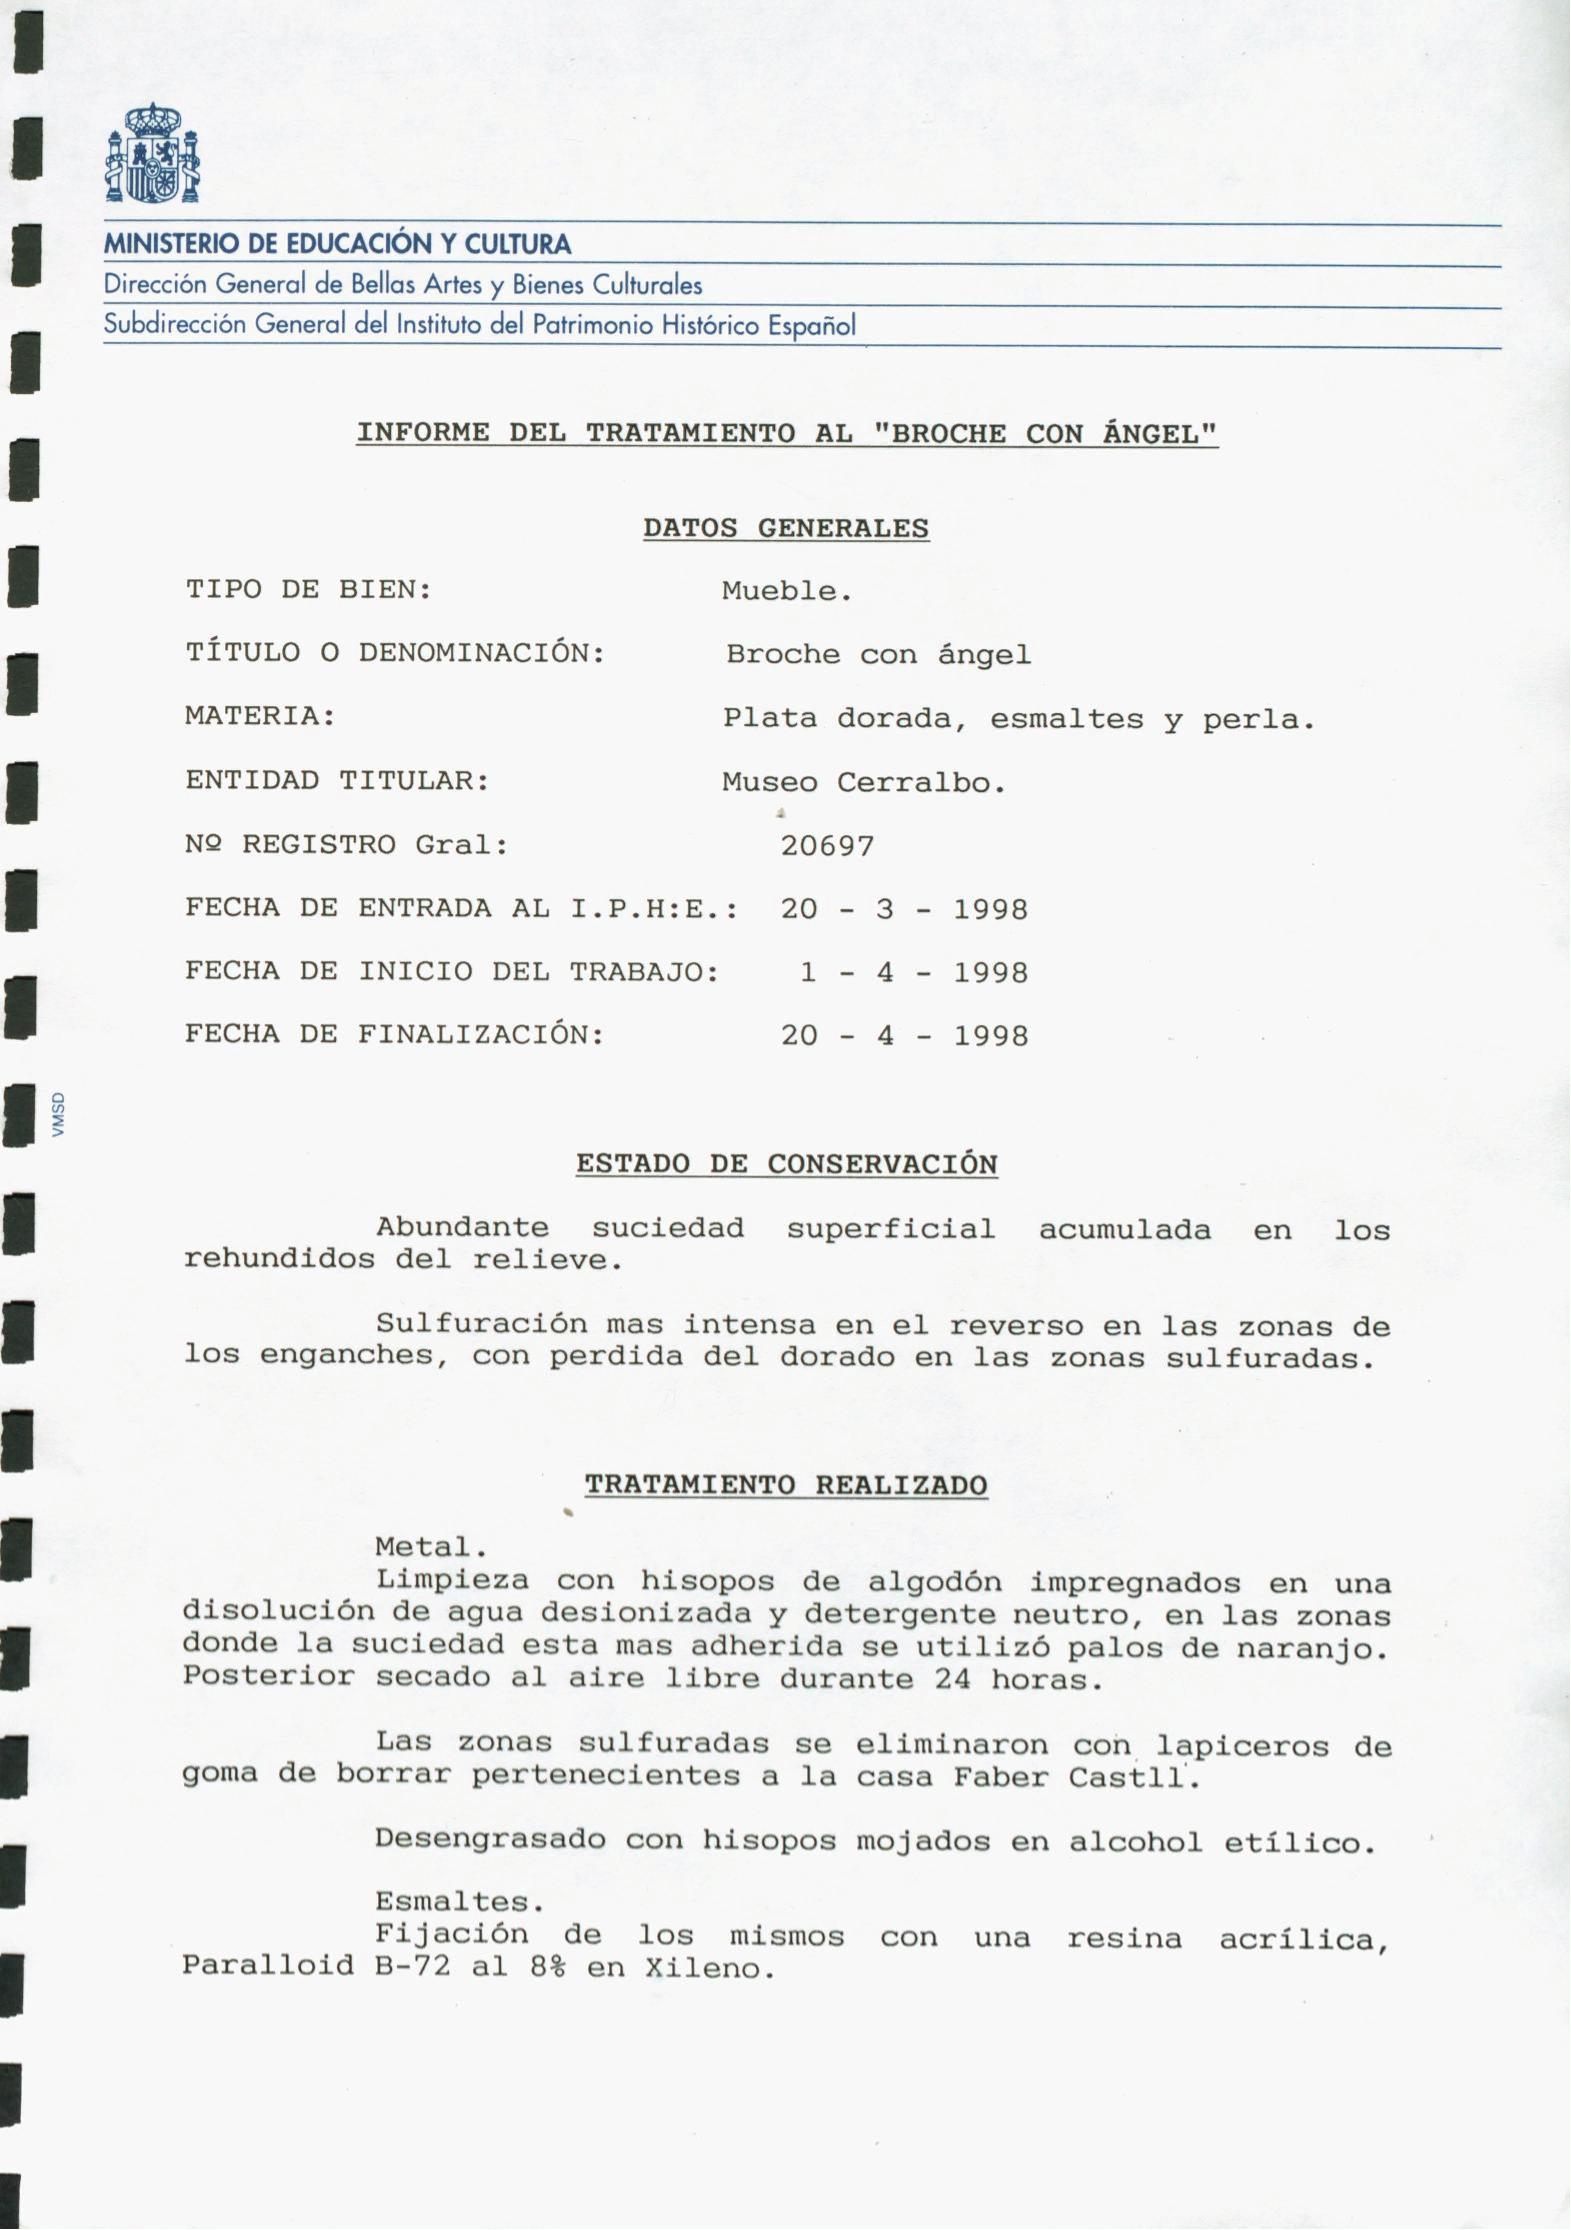 MINISTERIO DE EDUCACIÓN Y CULTURA
Dirección General de Bellas Artes y Bienes Culturales
Subdirección General del Instituto del Patrimonio Histórico Español
INFORME DEL TRATAMIENTO AL "BROCHE CON ÁNGEL"
DATOS GENERALES
TIPO DE BIEN: Mueble.
TÍTULO O DENOMINACIÓN: Broche con ángel
MATERIA: Plata dorada, esmaltes y perla.
ENTIDAD TITULAR: Museo Cerralbo.
Nº REGISTRO Gral: 20697
FECHA DE ENTRADA AL I.P.H:E.: 20 - 3 - 1998
FECHA DE INICIO DEL TRABAJO: 1 - 4 - 1998
FECHA DE FINALIZACIÓN: 20 - 4 - 1998
VMSD
ESTADO DE CONSERVACIÓN
Abundante suciedad superficial acumulada en los
rehundidos del relieve.
Sulfuración mas intensa en el reverso en las zonas de
los enganches, con perdida del dorado en las zonas sulfuradas.
TRATAMIENTO REALIZADO
Metal.
Limpieza con hisopos de algodón impregnados en una
disolución de agua desionizada y detergente neutro, en las zonas
donde la suciedad esta mas adherida se utilizó palos de naranjo.
Posterior secado al aire libre durante 24 horas.
Las zonas sulfuradas se eliminaron con lapiceros de
goma de borrar pertenecientes a la casa Faber Castll.
Desengrasado con hisopos mojados en alcohol etílico.
Esmaltes.
Fijación de los mismos con una resina acrílica,
Paralloid B-72 al 8% en Xileno.